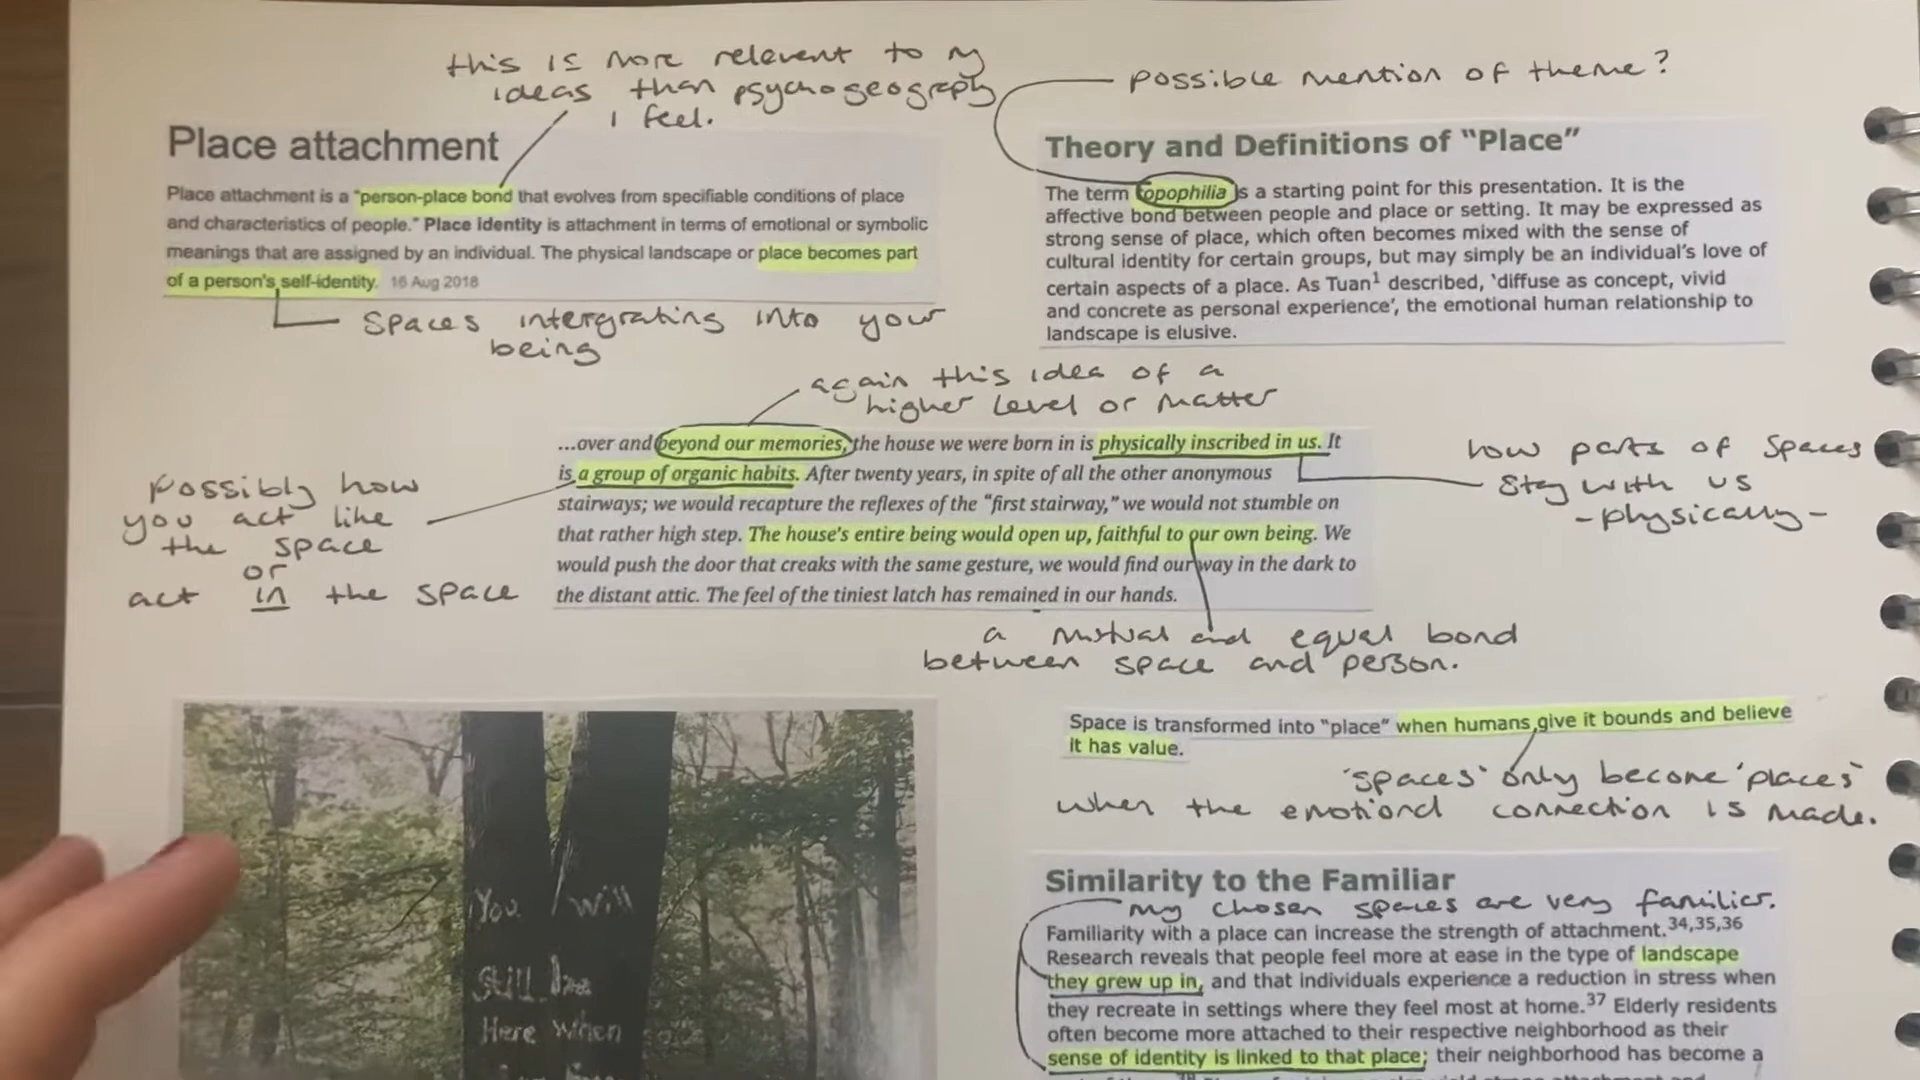 this is more relevent to my
ideas than psychogeography
I feel.
possible mention of theme?
Place attachment
Place attachment is a "person-place bond that evolves from specifiable conditions of place
and characteristics of people." Place identity is attachment in terms of emotional or symbolic
meanings that are assigned by an individual. The physical landscape or place becomes part
of a person's self-identity. 16 Aug 2018
spaces intergrating into your
being
Theory and Definitions of "Place"
The term topophilia is a starting point for this presentation. It is the
affective bond between people and place or setting. It may be expressed as
strong sense of place, which often becomes mixed with the sense of
cultural identity for certain groups, but may simply be an individual's love of
certain aspects of a place. As Tuan¹ described, 'diffuse as concept, vivid
and concrete as personal experience', the emotional human relationship to
landscape is elusive.
again this idea of a
higher level or matter
...over and beyond our memories, the house we were born in is physically inscribed in us. It
is a group of organic habits. After twenty years, in spite of all the other anonymous
stairways; we would recapture the reflexes of the "first stairway," we would not stumble on
that rather high step. The house's entire being would open up, faithful to our own being. We
would push the door that creaks with the same gesture, we would find our way in the dark to
the distant attic. The feel of the tiniest latch has remained in our hands.
possibly how
you act like
the space
or
act in the space
how parts of spaces
stay with us
-physically-
a mutual and equal bond
between space and person.
Space is transformed into "place" when humans give it bounds and believe
it has value.
'spaces' only become 'places'
when the emotional connection is made.
You will
Still
Here when
Similarity to the Familiar
my chosen spaces are very familier.
Familiarity with a place can increase the strength of attachment.34,35,36
Research reveals that people feel more at ease in the type of landscape
they grew up in, and that individuals experience a reduction in stress when
they recreate in settings where they feel most at home.37 Elderly residents
often become more attached to their respective neighborhood as their
sense of identity is linked to that place; their neighborhood has become a